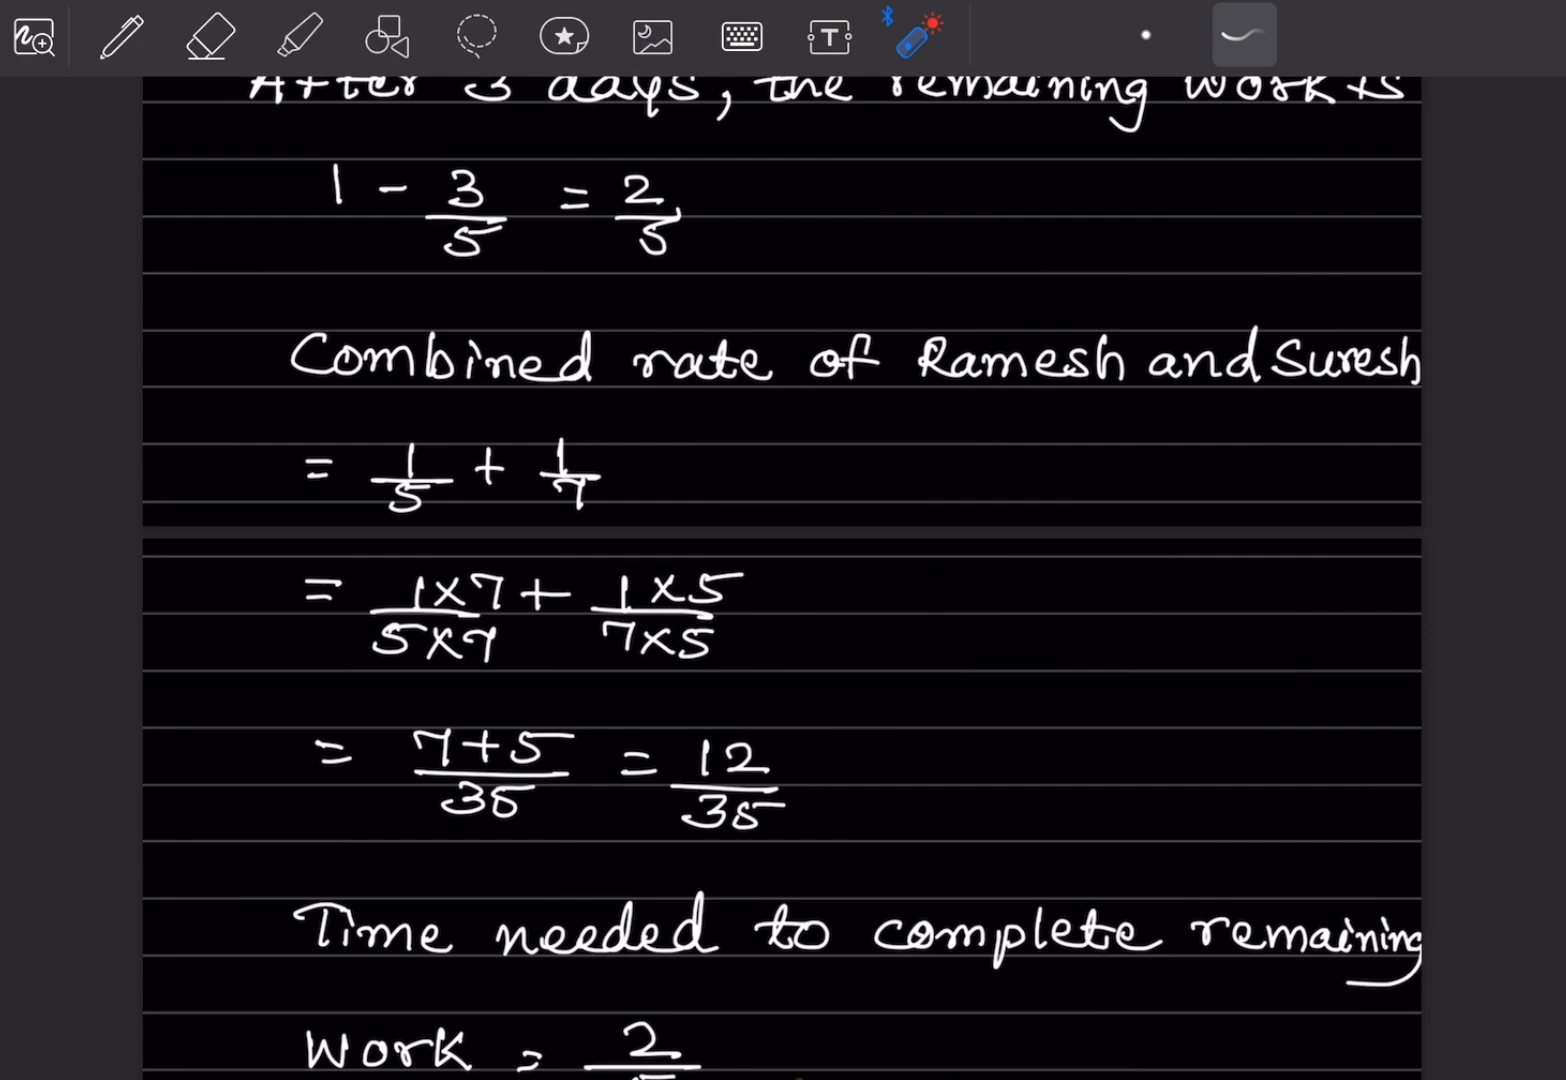 After 3 days, the remaining work is
1 - 3/5 = 2/5
Combined rate of Ramesh and Suresh
= 1/5 + 1/7
= 1×7/5×7 + 1×5/7×5
= 7+5/35 = 12/35
Time needed to complete remaining
Work = 2